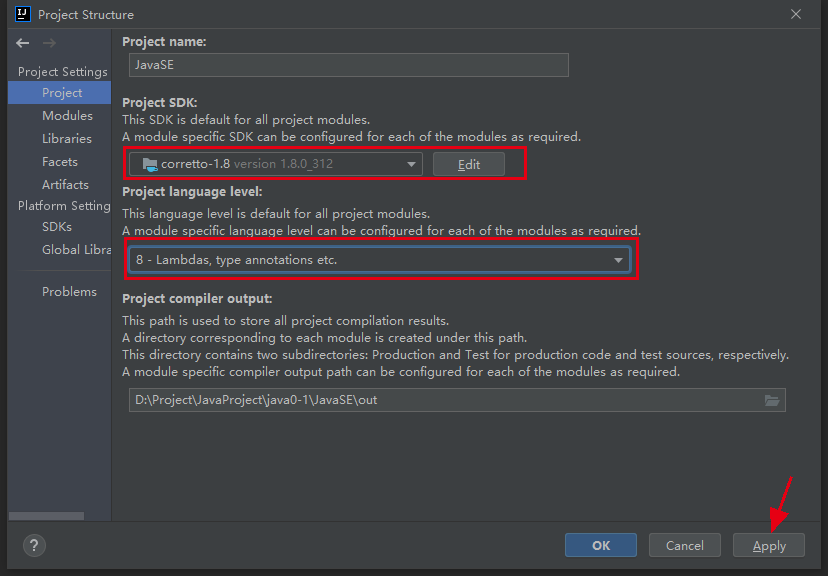 Project Structure
Project Settings
Project
Modules
Libraries
Facets
Artifacts
Platform Setting
SDKs
Global Libra
Problems
Project name:
JavaSE
Project SDK:
This SDK is default for all project modules.
A module specific SDK can be configured for each of the modules as required.
corretto-1.8 version 1.8.0_312
Edit
Project language level:
This language level is default for all project modules.
A module specific language level can be configured for each of the modules as required.
8 - Lambdas, type annotations etc.
Project compiler output:
This path is used to store all project compilation results.
A directory corresponding to each module is created under this path.
This directory contains two subdirectories: Production and Test for production code and test sources, respectively.
A module specific compiler output path can be configured for each of the modules as required.
D:\Project\JavaProject\java0-1\JavaSE\out
?
OK
Cancel
Apply